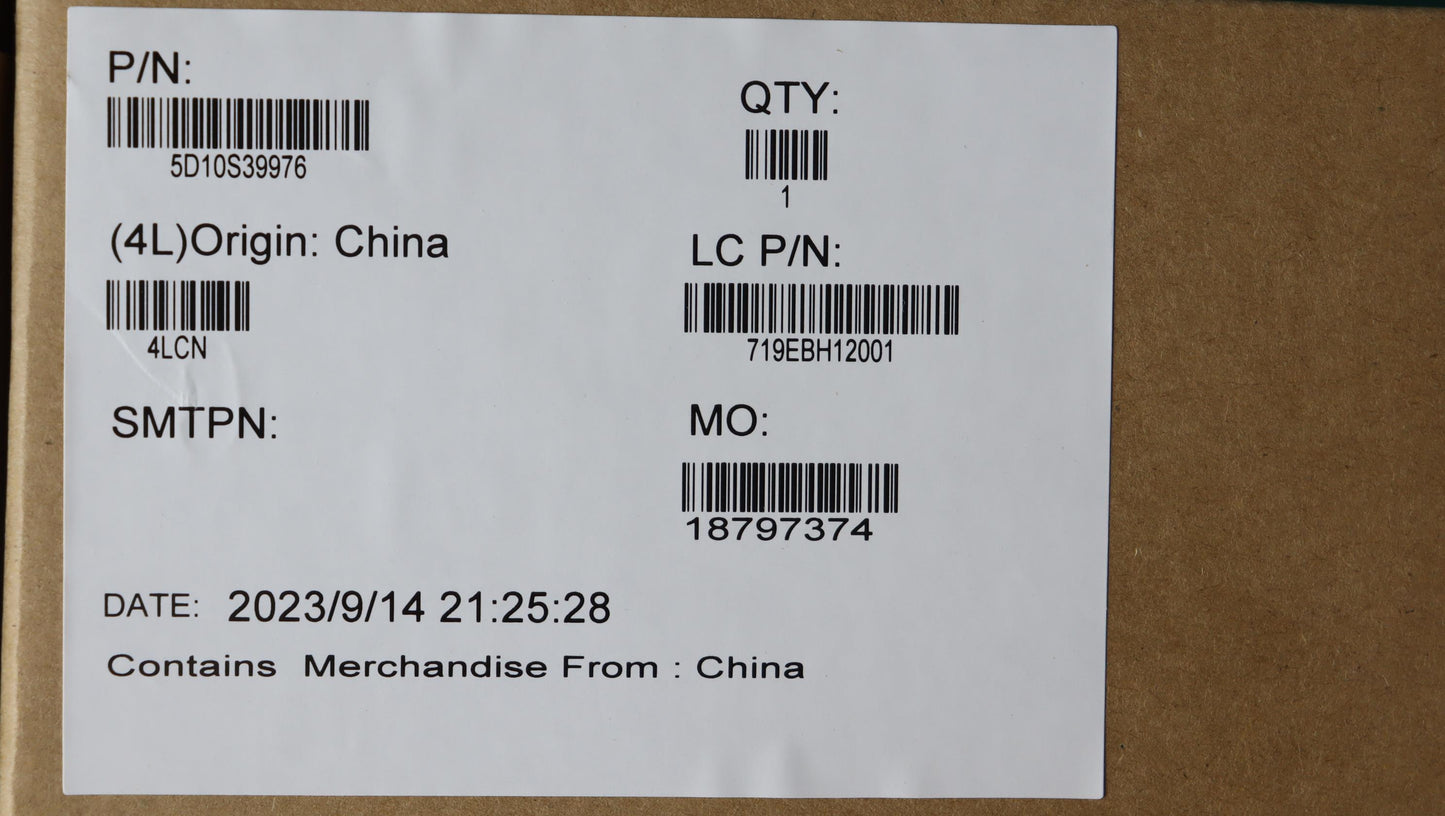 P/N:
5D10S39976
QTY:
1
(4L)Origin: China
4LCN
LC P/N:
719EBH12001
SMTPN:
MO:
18797374
DATE: 2023/9/14 21:25:28
Contains Merchandise From : China